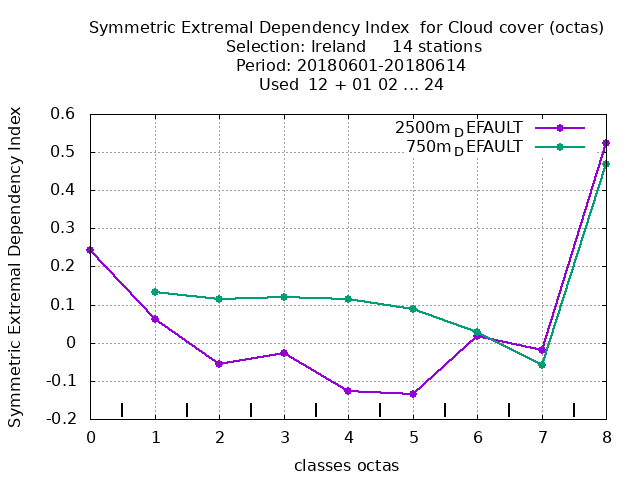 Symmetric Extremal Dependency Index  for Cloud cover (octas)
Selection: Ireland     14 stations
Period: 20180601-20180614
Used  12 + 01 02 ... 24
Symmetric Extremal Dependency Index
0.6
0.5
0.4
0.3
0.2
0.1
0
-0.1
-0.2
2500m_DEFAULT
750m_DEFAULT
0 1 2 3 4 5 6 7 8
classes octas